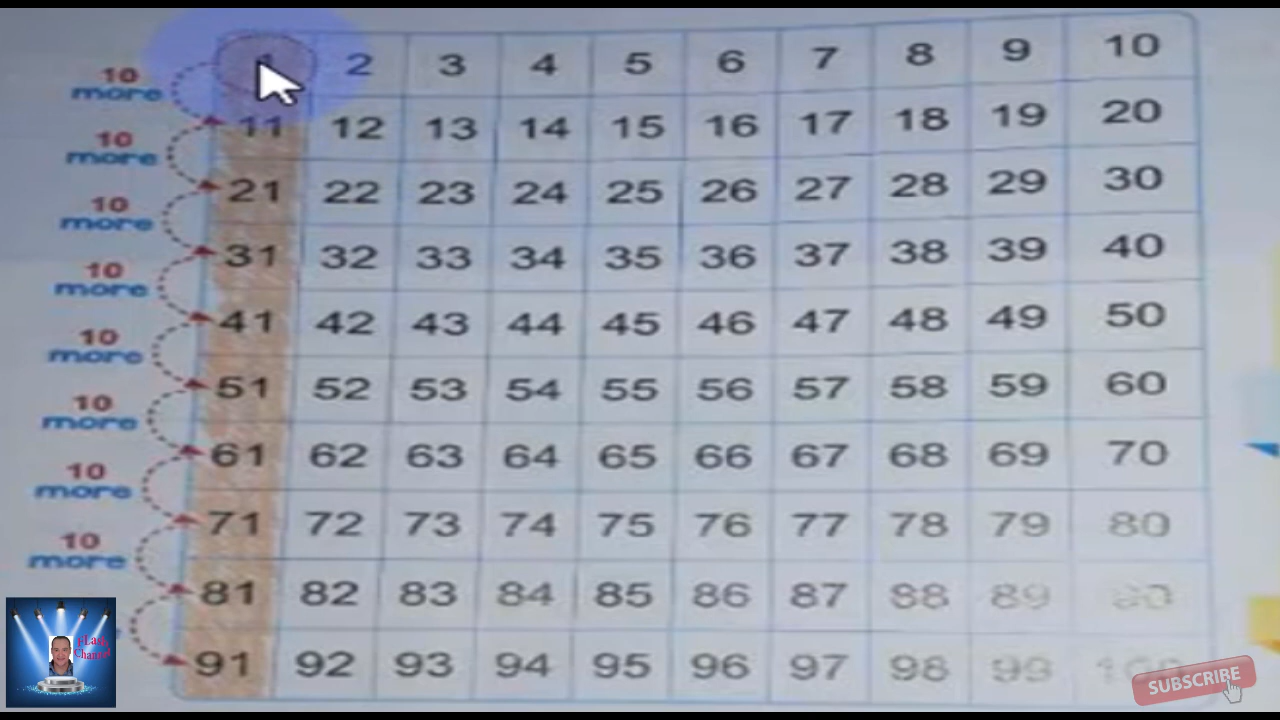 1 2 3 4 5 6 7 8 9 10
10 more
11 12 13 14 15 16 17 18 19 20
10 more
21 22 23 24 25 26 27 28 29 30
10 more
31 32 33 34 35 36 37 38 39 40
10 more
41 42 43 44 45 46 47 48 49 50
10 more
51 52 53 54 55 56 57 58 59 60
10 more
61 62 63 64 65 66 67 68 69 70
10 more
71 72 73 74 75 76 77 78 79 80
10 more
81 82 83 84 85 86 87 88 89 90
91 92 93 94 95 96 97 98 99 100
FLash
Channel
SUBSCRIBE